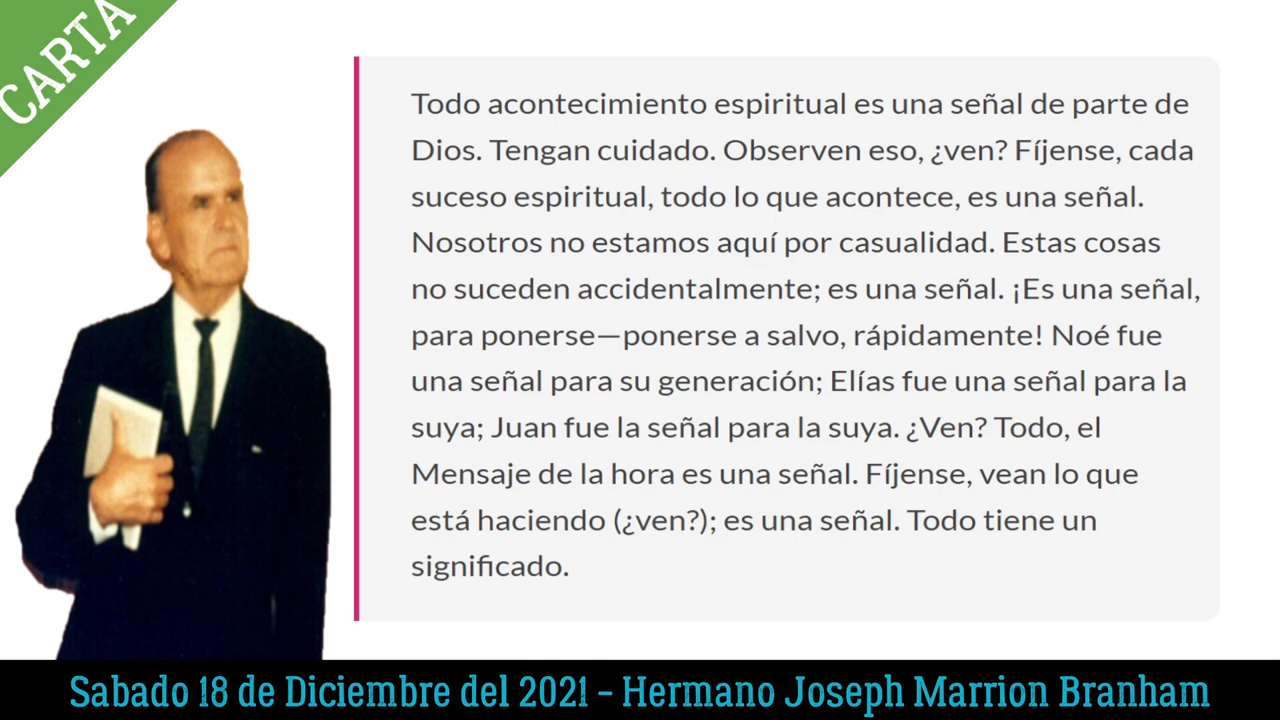 CARTA
Todo acontecimiento espiritual es una señal de parte de
Dios. Tengan cuidado. Observen eso, ¿ven? Fíjense, cada
suceso espiritual, todo lo que acontece, es una señal.
Nosotros no estamos aquí por casualidad. Estas cosas
no suceden accidentalmente; es una señal. ¡Es una señal,
para ponerse—ponerse a salvo, rápidamente! Noé fue
una señal para su generación; Elías fue una señal para la
suya; Juan fue la señal para la suya. ¿Ven? Todo, el
Mensaje de la hora es una señal. Fíjense, vean lo que
está haciendo (¿ven?); es una señal. Todo tiene un
significado.
Sabado 18 de Diciembre del 2021 - Hermano Joseph Marrion Branham